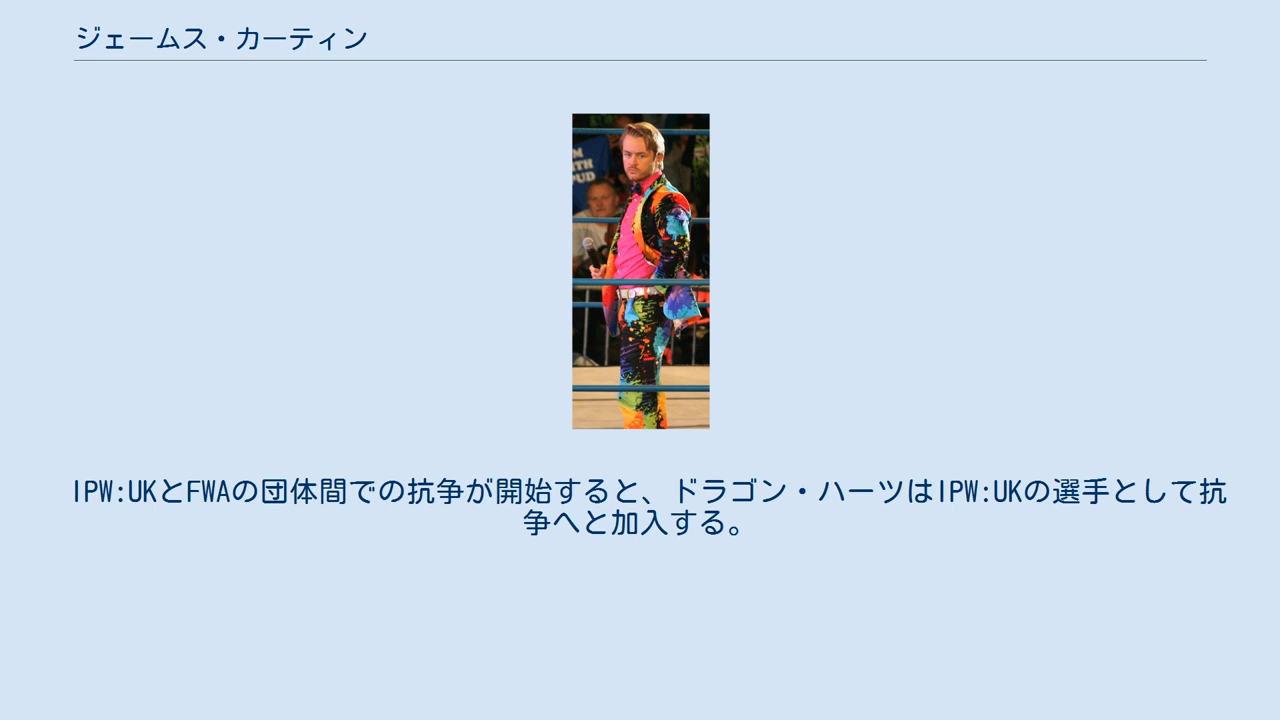 ジェームス・カーティン
IPW:UKとFWAの団体間での抗争が開始すると、ドラゴン・ハーツはIPW:UKの選手として抗
争へと加入する。